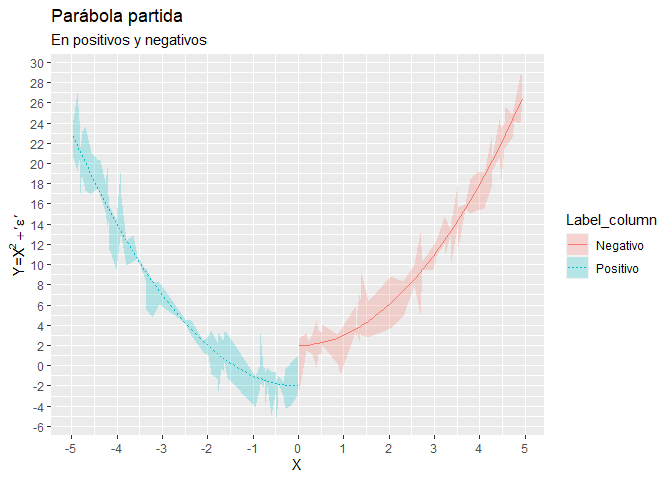 Parábola partida
En positivos y negativos
30
28
26
24
22
20
18
16
14
12
10
8
6
4
2
0
-2
-4
-6
Y=X² + ′ε′
-5 -4 -3 -2 -1 0 1 2 3 4 5
X
Label_column
Negativo
Positivo